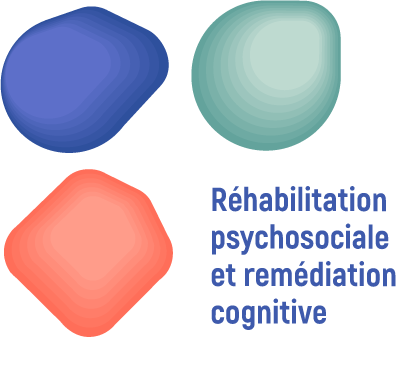 Réhabilitation
psychosociale
et remédiation
cognitive